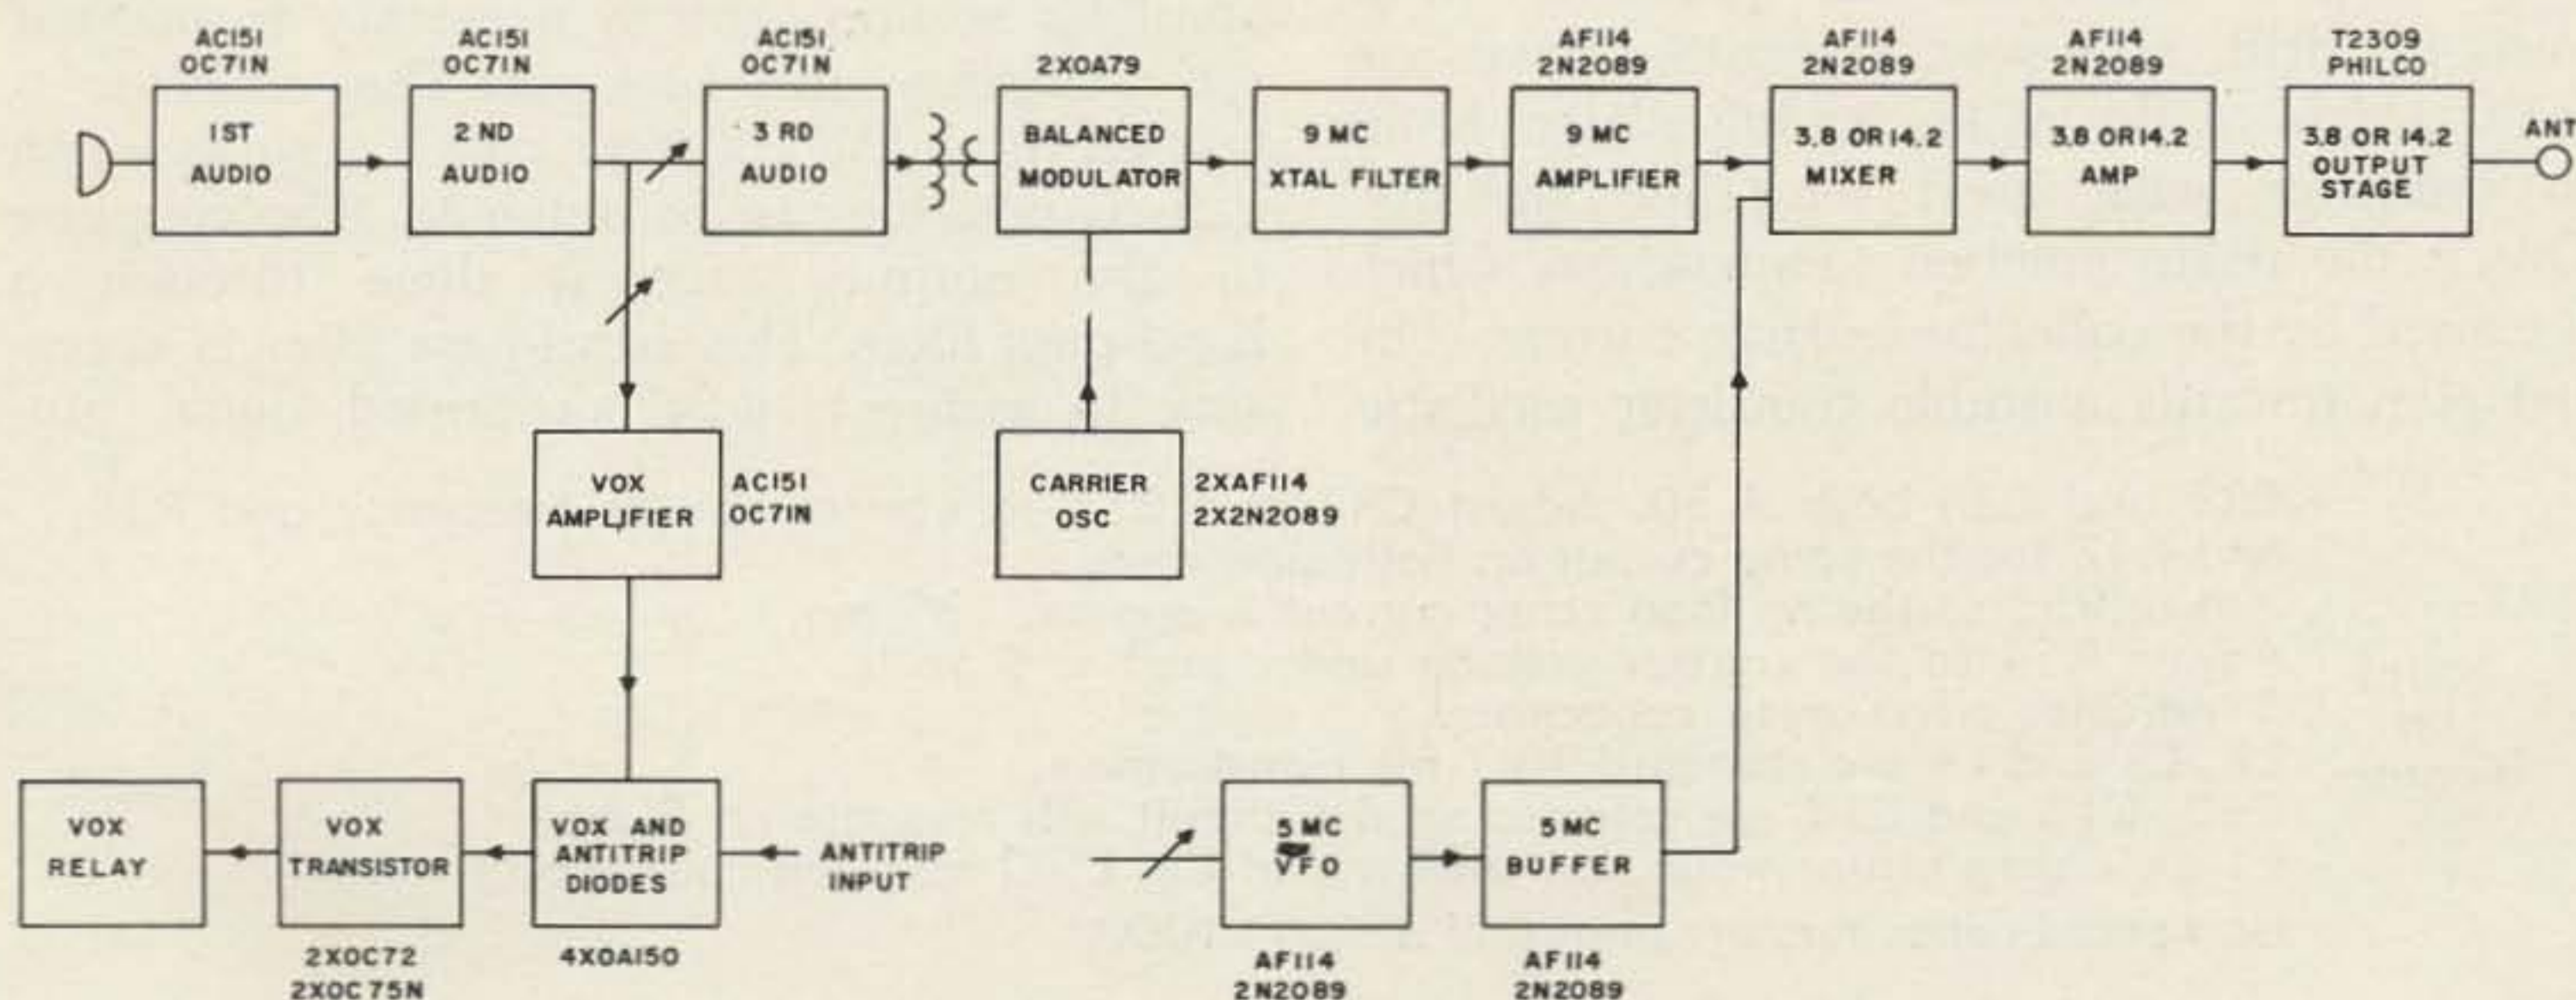 AC151
OC71N
AC151
OC71N
AC151
OC71N
2XOA79
AF114
2N2089
AF114
2N2089
AF114
2N2089
T2309
PHILCO
1ST
AUDIO
2 ND
AUDIO
3 RD
AUDIO
BALANCED
MODULATOR
9 MC
XTAL FILTER
9 MC
AMPLIFIER
3.8 OR 14.2
MIXER
3.8 OR 14.2
AMP
3.8 OR 14.2
OUTPUT
STAGE
ANT
VOX
AMPLIFIER
AC151
OC71N
CARRIER
OSC
2XAF114
2X2N2089
VOX
RELAY
VOX
TRANSISTOR
2XOC72
2XOC75N
VOX AND
ANTITRIP
DIODES
4XOA150
ANTITRIP
INPUT
5 MC
VFO
AF114
2N2089
5 MC
BUFFER
AF114
2N2089